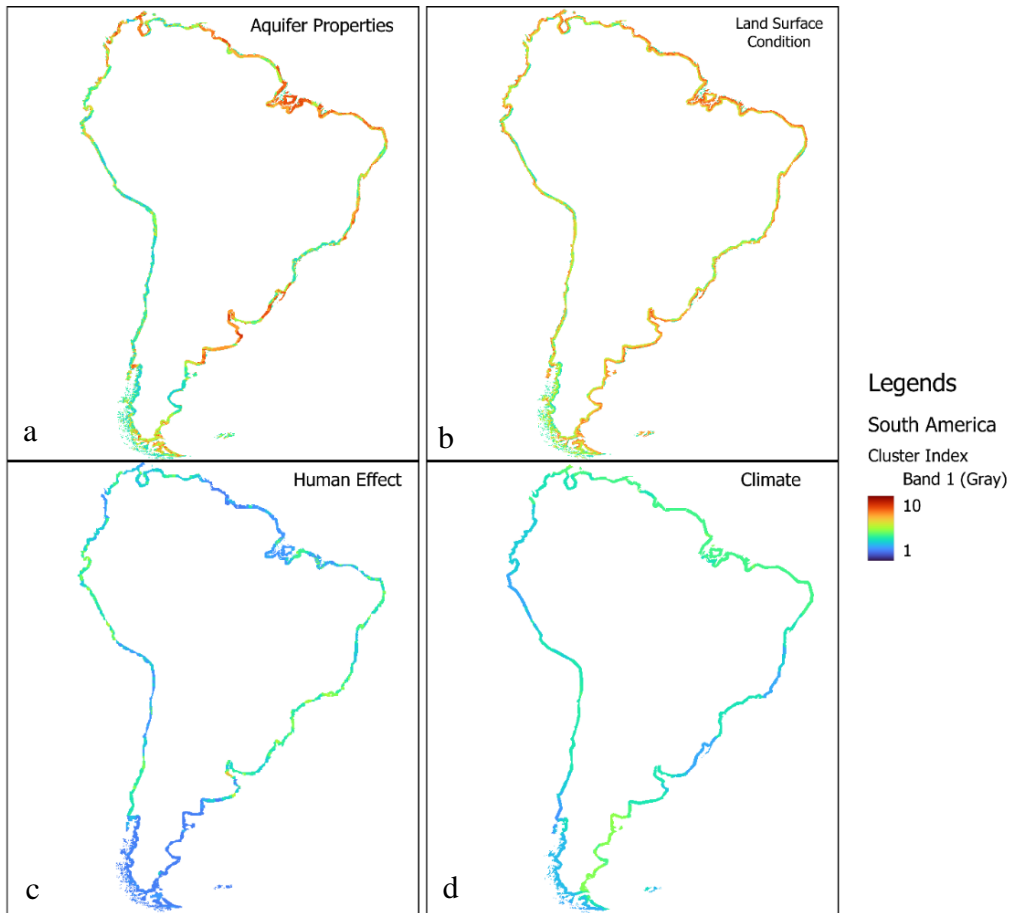 Aquifer Properties
a
Land Surface
Condition
b
Human Effect
c
Climate
d
Legends
South America
Cluster Index
Band 1 (Gray)
10
1